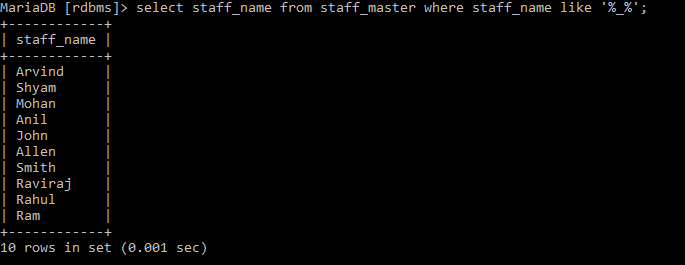 MariaDB [rdbms]> select staff_name from staff_master where staff_name like '%_%';
+------------+
| staff_name |
+------------+
| Arvind     |
| Shyam      |
| Mohan      |
| Anil       |
| John       |
| Allen      |
| Smith      |
| Raviraj    |
| Rahul      |
| Ram        |
+------------+
10 rows in set (0.001 sec)